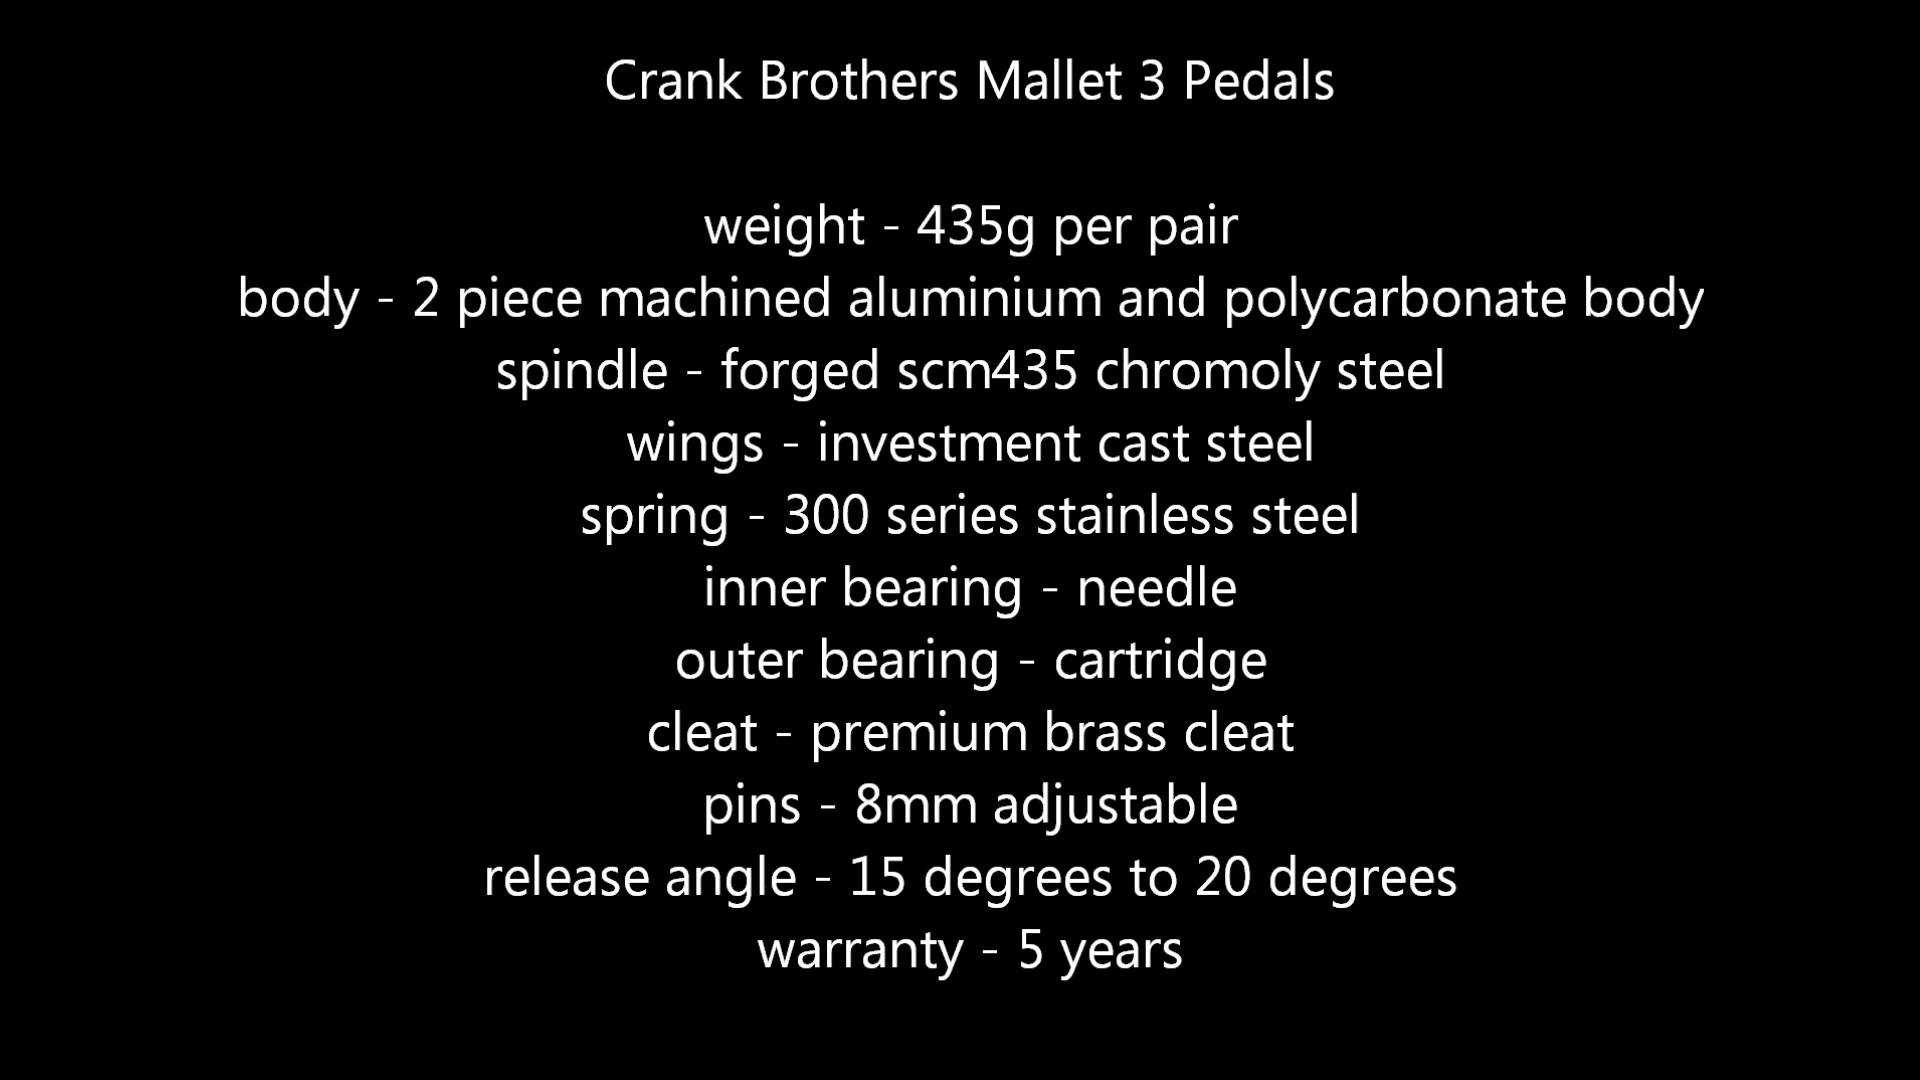 Crank Brothers Mallet 3 Pedals
weight - 435g per pair
body - 2 piece machined aluminium and polycarbonate body
spindle - forged scm435 chromoly steel
wings - investment cast steel
spring - 300 series stainless steel
inner bearing - needle
outer bearing - cartridge
cleat - premium brass cleat
pins - 8mm adjustable
release angle - 15 degrees to 20 degrees
warranty - 5 years